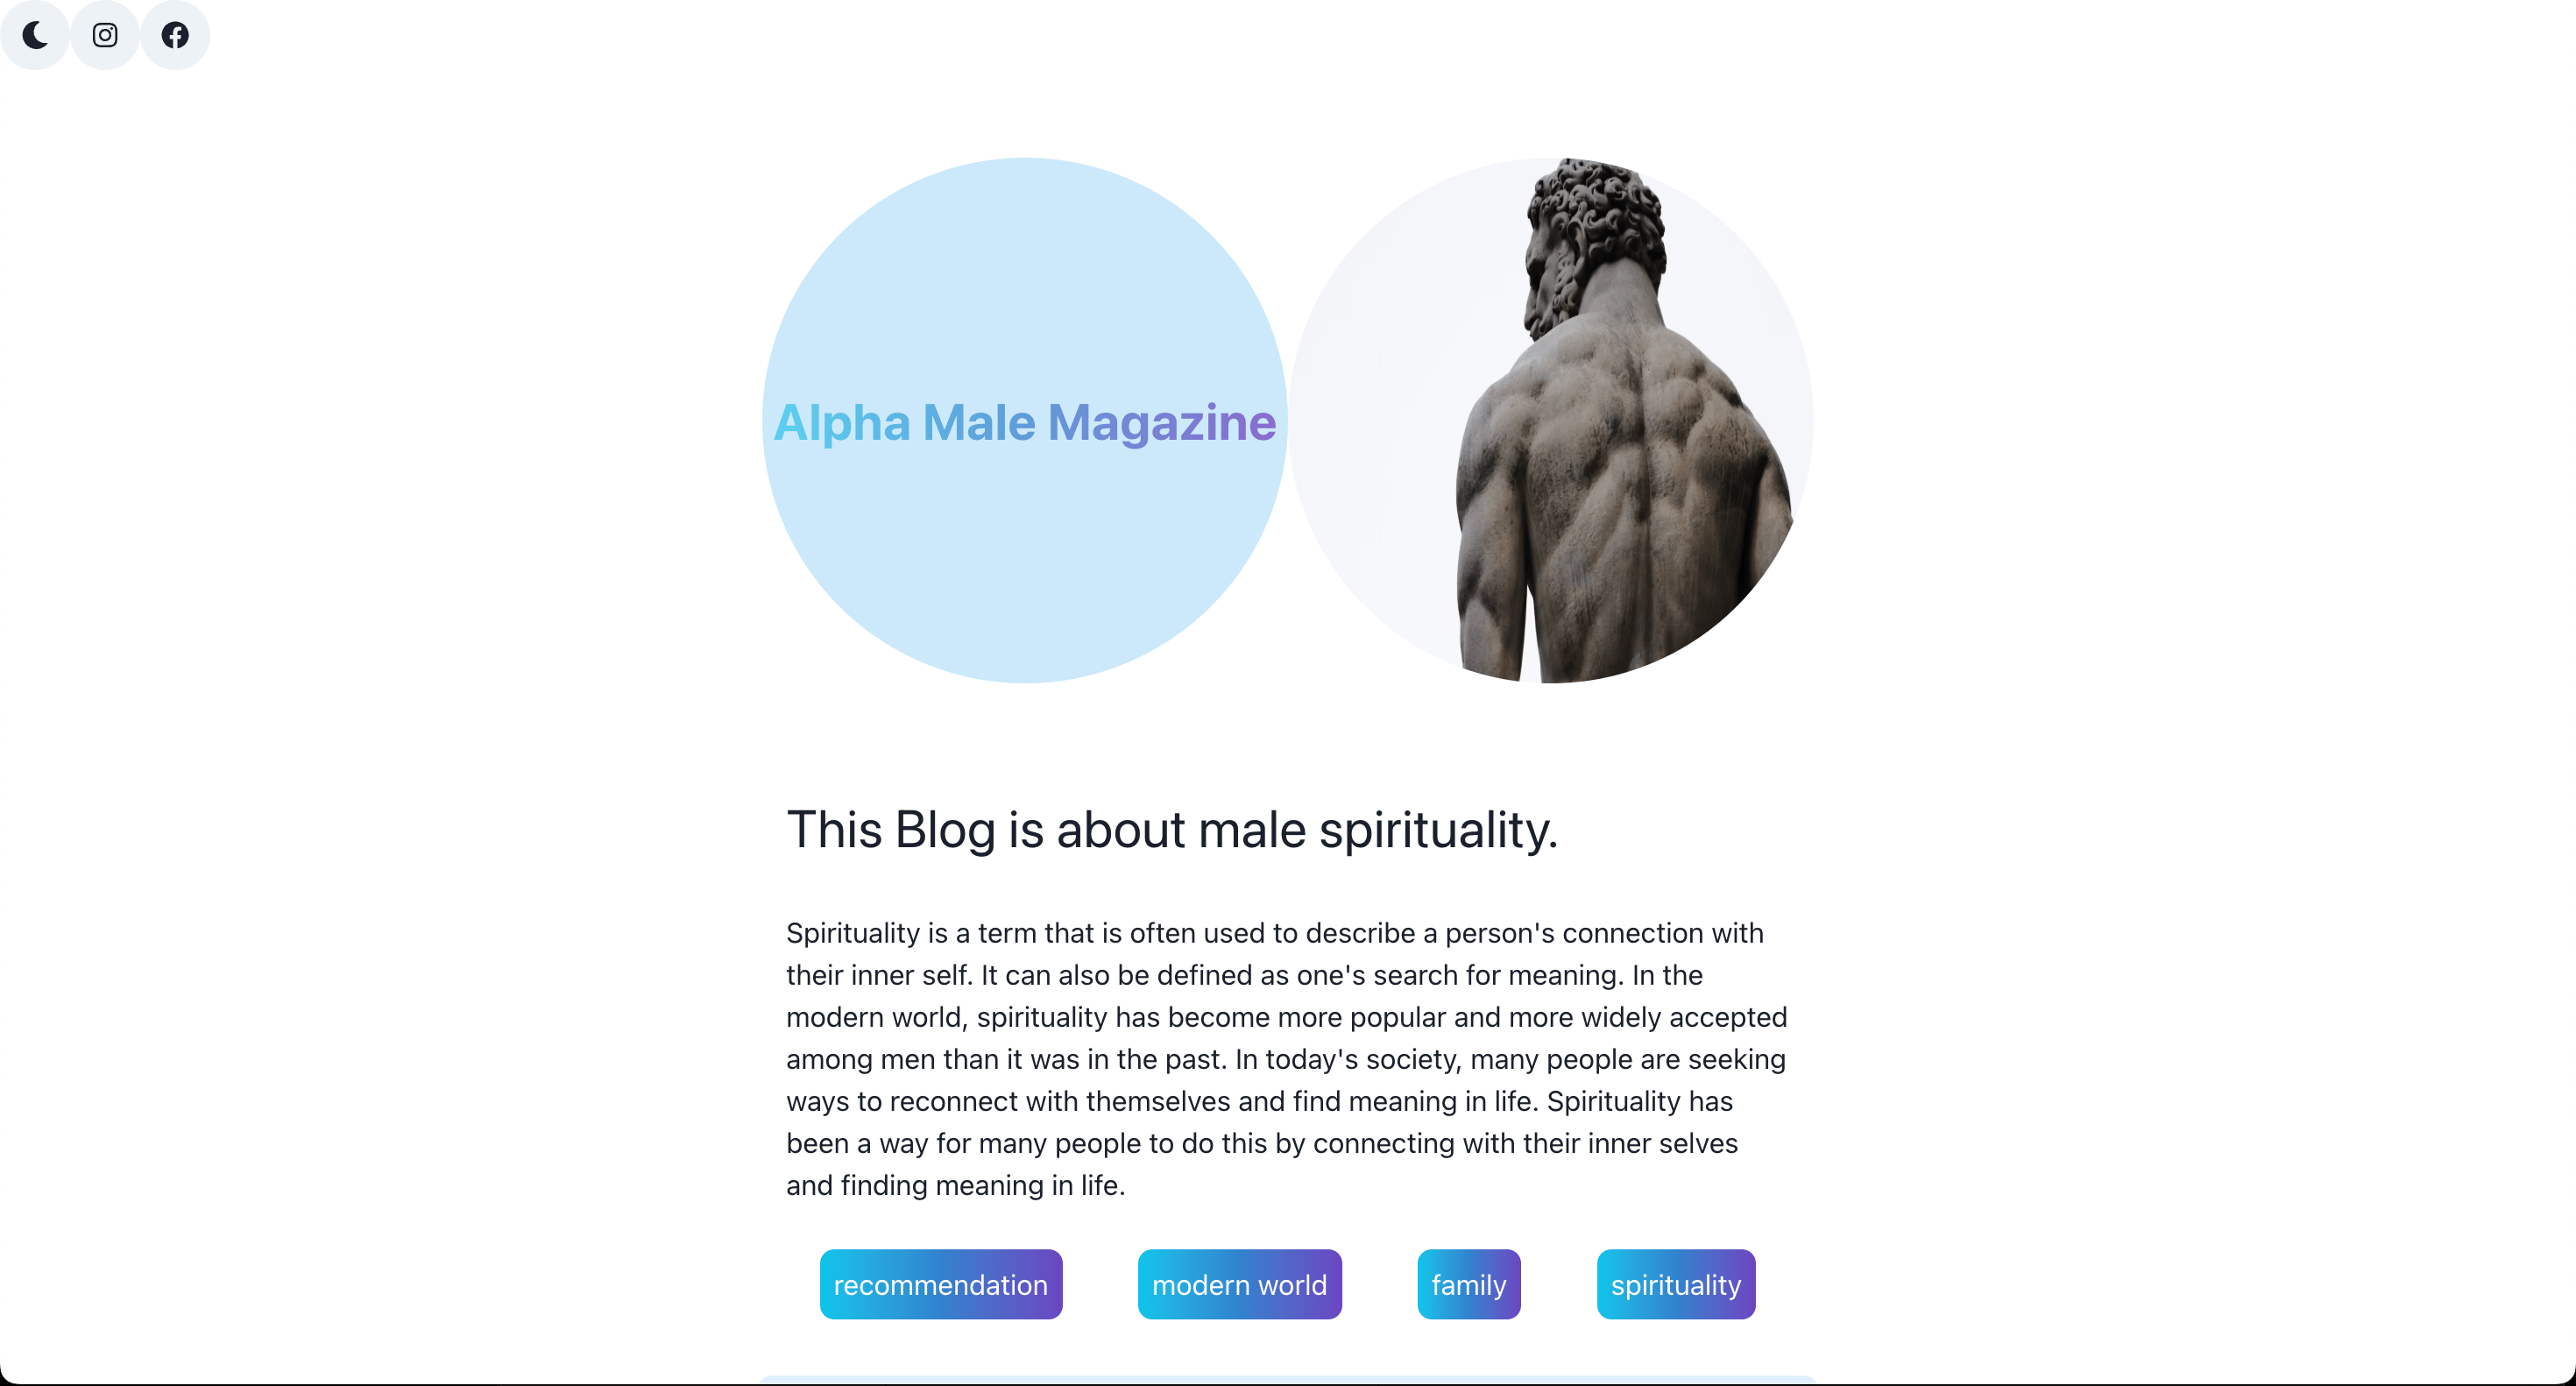 Alpha Male Magazine
This Blog is about male spirituality.
Spirituality is a term that is often used to describe a person's connection with
their inner self. It can also be defined as one's search for meaning. In the
modern world, spirituality has become more popular and more widely accepted
among men than it was in the past. In today's society, many people are seeking
ways to reconnect with themselves and find meaning in life. Spirituality has
been a way for many people to do this by connecting with their inner selves
and finding meaning in life.
recommendation
modern world
family
spirituality